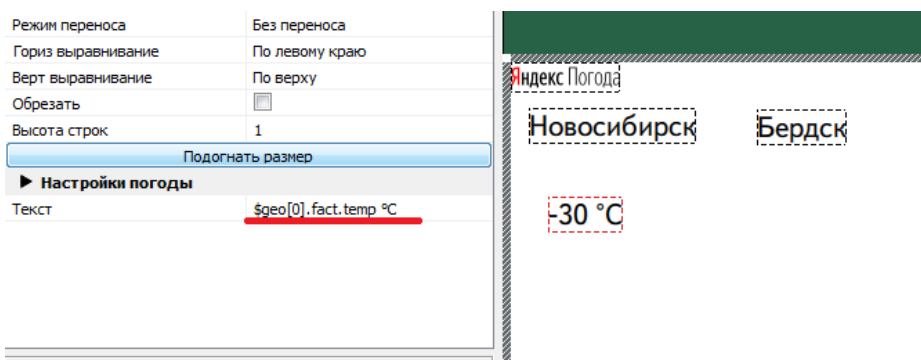 Режим переноса Без переноса
Гориз выравнивание По левому краю
Верт выравнивание По верху
Обрезать
Высота строк 1
Подогнать размер
Настройки погоды
Текст $geo[0].fact.temp °C
Яндекс Погода
Новосибирск Бердск
-30 °C